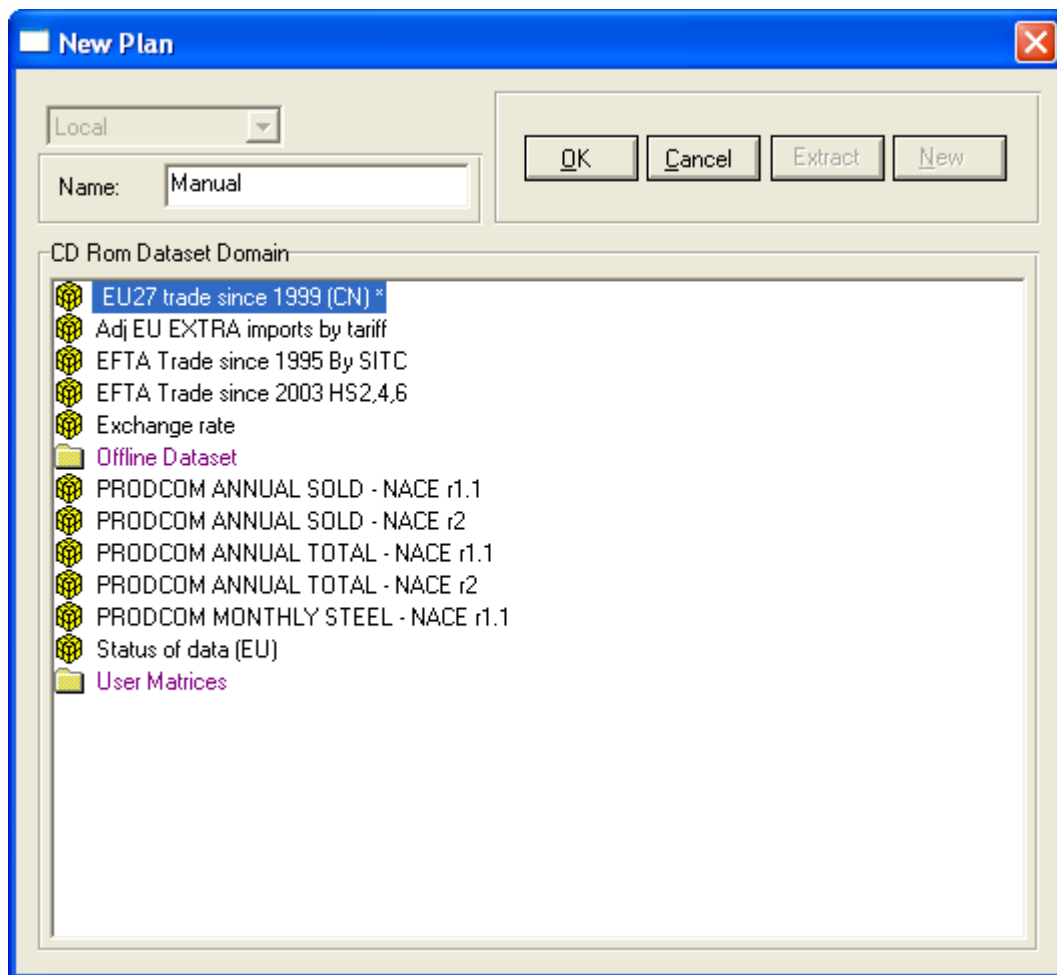 New Plan
Local
Name: Manual
OK Cancel Extract New
CD Rom Dataset Domain
EU27 trade since 1999 (CN) *
Adj EU EXTRA imports by tariff
EFTA Trade since 1995 By SITC
EFTA Trade since 2003 HS2,4,6
Exchange rate
Offline Dataset
PRODCOM ANNUAL SOLD - NACE r1.1
PRODCOM ANNUAL SOLD - NACE r2
PRODCOM ANNUAL TOTAL - NACE r1.1
PRODCOM ANNUAL TOTAL - NACE r2
PRODCOM MONTHLY STEEL - NACE r1.1
Status of data (EU)
User Matrices